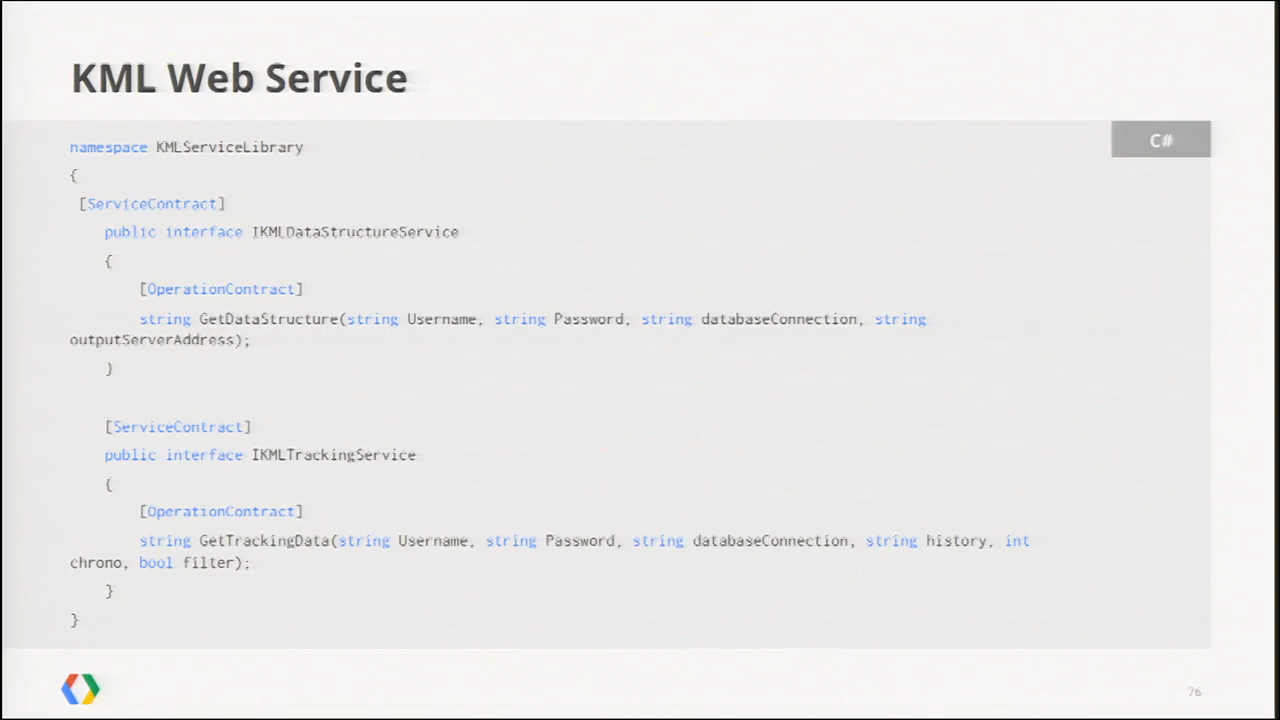 KML Web Service
C#
namespace KMLServiceLibrary
{
[ServiceContract]
public interface IKMLDataStructureService
{
[OperationContract]
string GetDataStructure(string Username, string Password, string databaseConnection, string
outputServerAddress);
}
[ServiceContract]
public interface IKMLTrackingService
{
[OperationContract]
string GetTrackingData(string Username, string Password, string databaseConnection, string history, int
chrono, bool filter);
}
}
76